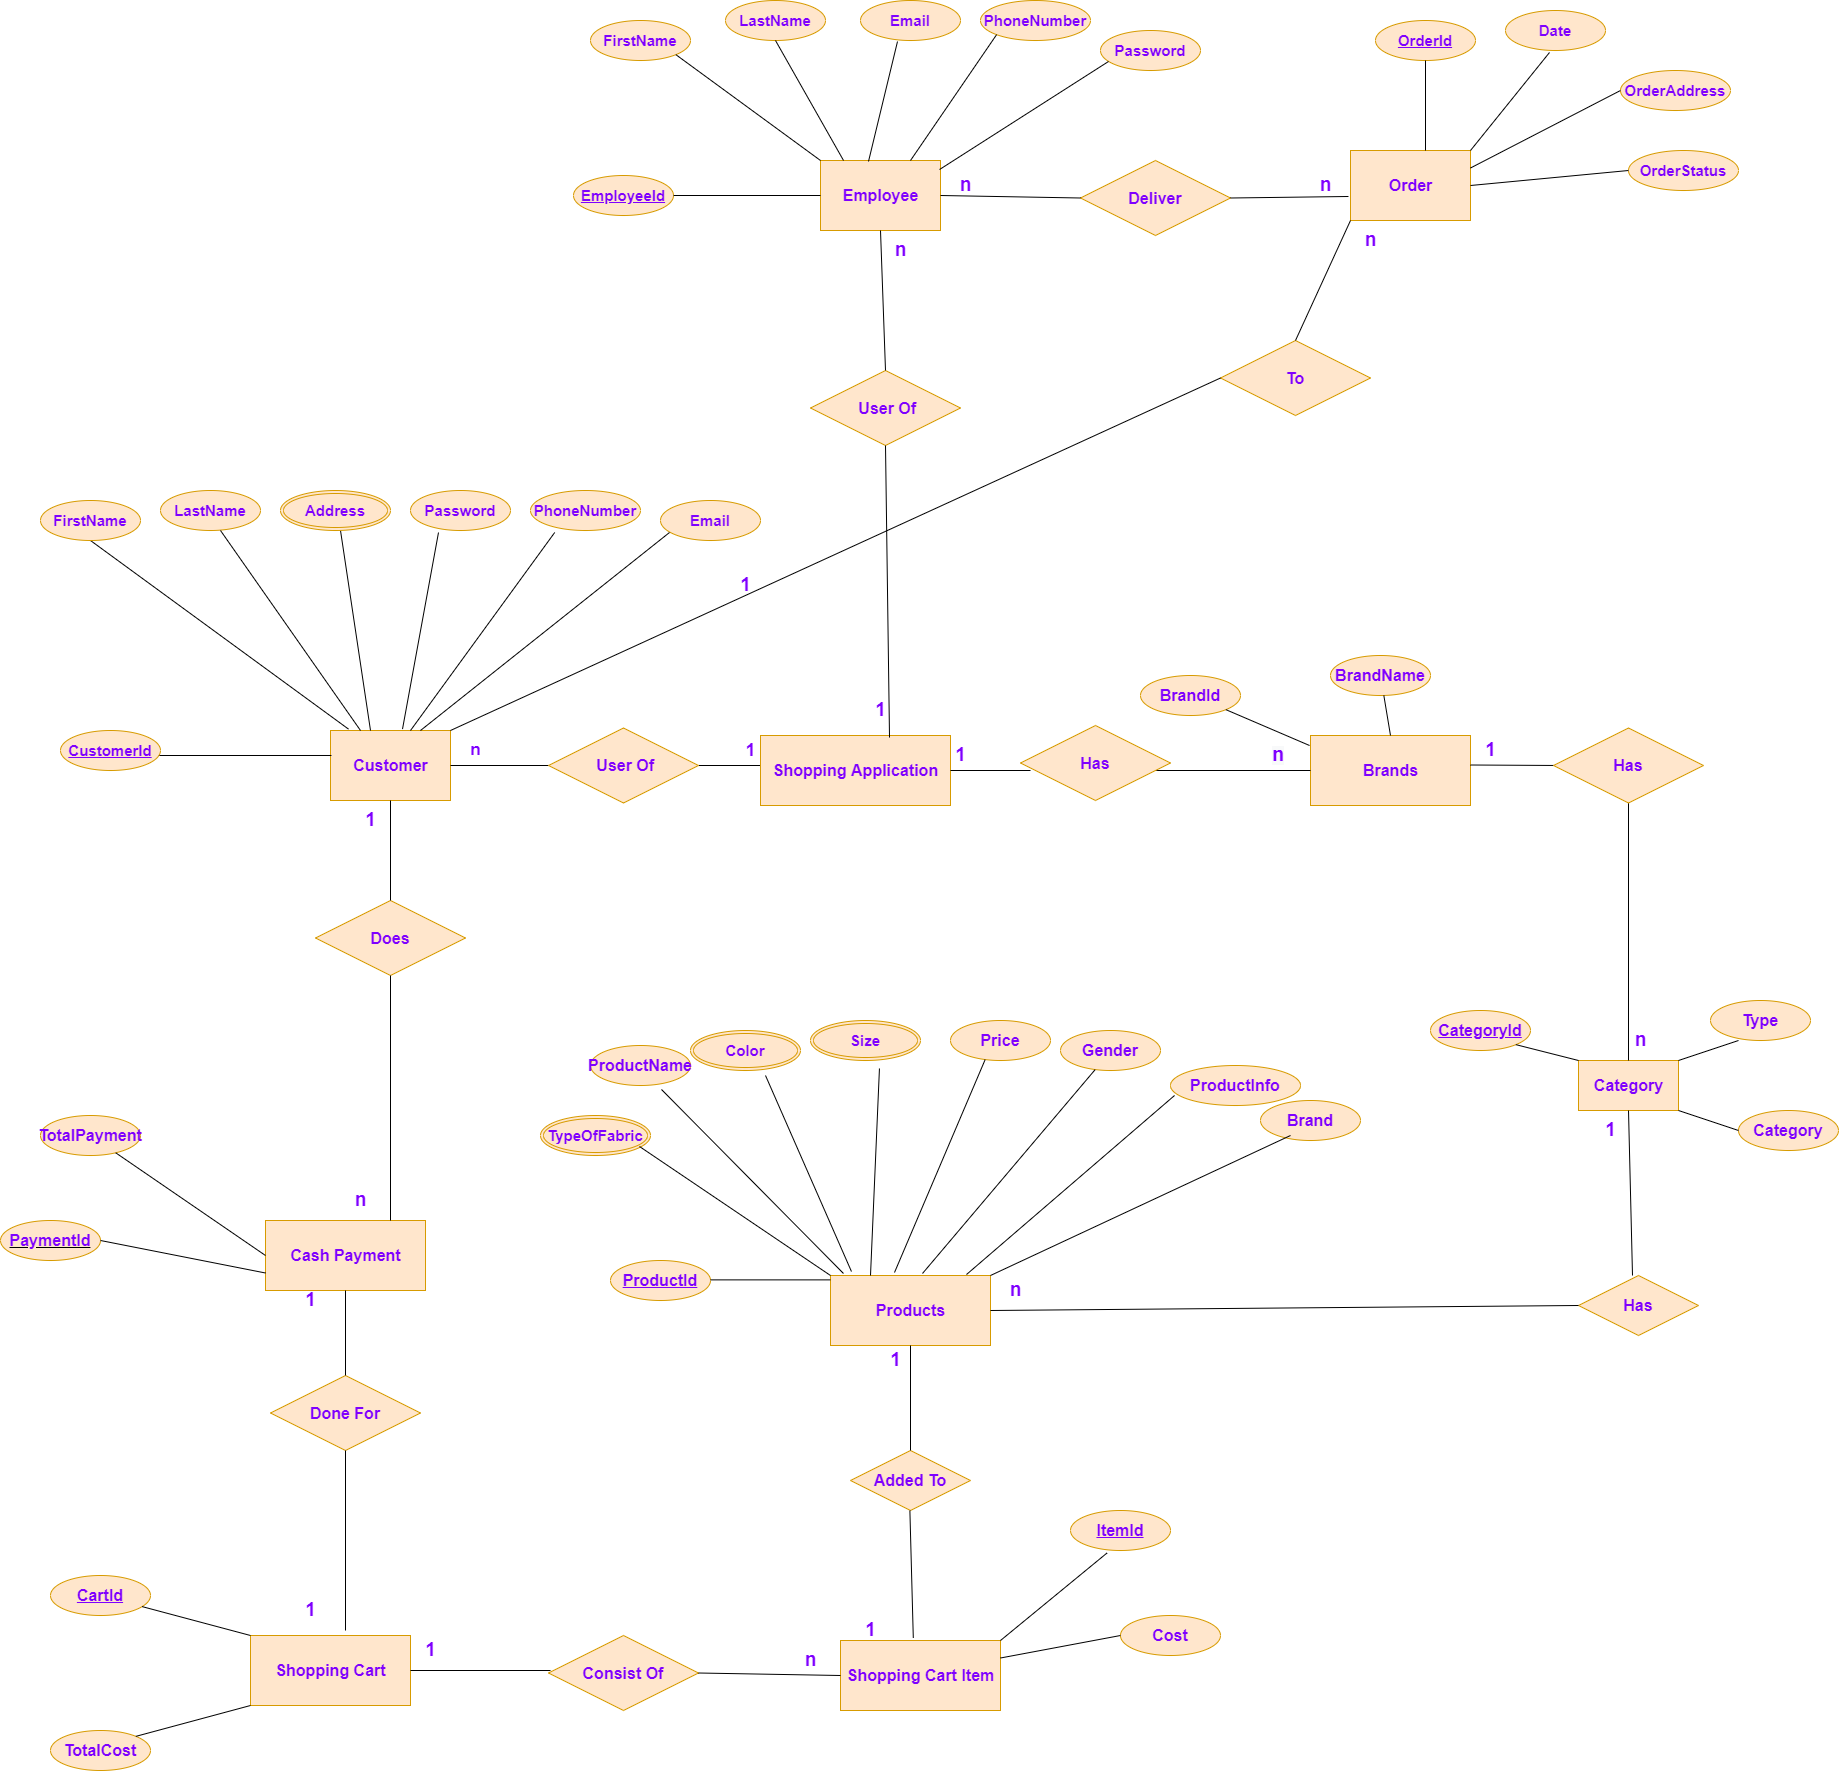 LastName
Email
PhoneNumber
FirstName
Password
OrderId
Date
OrderAddress
OrderStatus
EmployeeId
Employee
n
Deliver
n
Order
n
n
User Of
To
FirstName
LastName
Address
Password
PhoneNumber
Email
1
1
BrandId
BrandName
CustomerId
Customer
n
User Of
1
Shopping Application
1
Has
n
Brands
1
Has
1
Does
n
CategoryId
Type
Category
Category
1
ProductName
Color
Size
Price
Gender
ProductInfo
Brand
TypeOfFabric
TotalPayment
n
PaymentId
Cash Payment
1
ProductId
Products
n
Has
1
Done For
Added To
ItemId
Cost
1
CartId
1
Shopping Cart
1
Consist Of
n
Shopping Cart Item
TotalCost